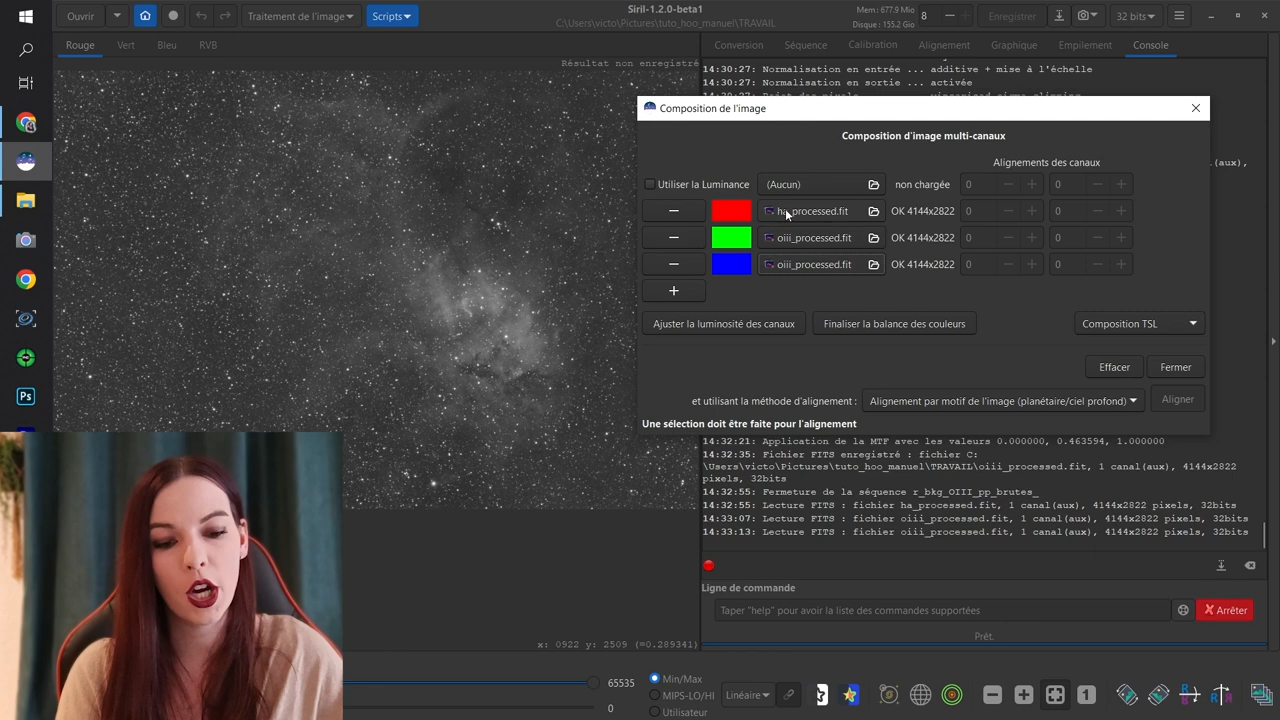 Ouvrir
Traitement de l'image
Scripts
Siril-1.2.0-beta1
C:\Users\victo\Pictures\tuto_hoo_manuel\TRAVAIL
Mem : 677.9 Mio
Disque : 155.2 Gio
8
Enregistrer
32 bits
Rouge
Vert
Bleu
RVB
Conversion
Séquence
Calibration
Alignement
Graphique
Empilement
Console
Résultat non enregistré
14:30:27: Normalisation en entrée ... additive + mise à l'échelle
14:30:27: Normalisation en sortie ... activée
Composition de l'image
Composition d'image multi-canaux
Alignements des canaux
Utiliser la Luminance
(Aucun)
non chargée
0
0
ha_processed.fit
OK 4144x2822
0
0
oiii_processed.fit
OK 4144x2822
0
0
oiii_processed.fit
OK 4144x2822
0
0
(aux),
Ajuster la luminosité des canaux
Finaliser la balance des couleurs
Composition TSL
Effacer
Fermer
et utilisant la méthode d'alignement :
Alignement par motif de l'image (planétaire/ciel profond)
Aligner
Une sélection doit être faite pour l'alignement
14:32:21: Application de la MTF avec les valeurs 0.000000, 0.463594, 1.000000
14:32:35: Fichier FITS enregistré : fichier C:
\Users\victo\Pictures\tuto_hoo_manuel\TRAVAIL\oiii_processed.fit, 1 canal(aux), 4144x2822
pixels, 32bits
14:32:55: Fermeture de la séquence r_bkg_OIII_pp_brutes_
14:32:55: Lecture FITS : fichier ha_processed.fit, 1 canal(aux), 4144x2822 pixels, 32bits
14:33:07: Lecture FITS : fichier oiii_processed.fit, 1 canal(aux), 4144x2822 pixels, 32bits
14:33:13: Lecture FITS : fichier oiii_processed.fit, 1 canal(aux), 4144x2822 pixels, 32bits
Ligne de commande
Taper "help" pour avoir la liste des commandes supportées
Arrêter
Prêt.
x: 0922 y: 2509 (=0.289341)
65535
0
Min/Max
MIPS-LO/HI
Utilisateur
Linéaire
1
Ps